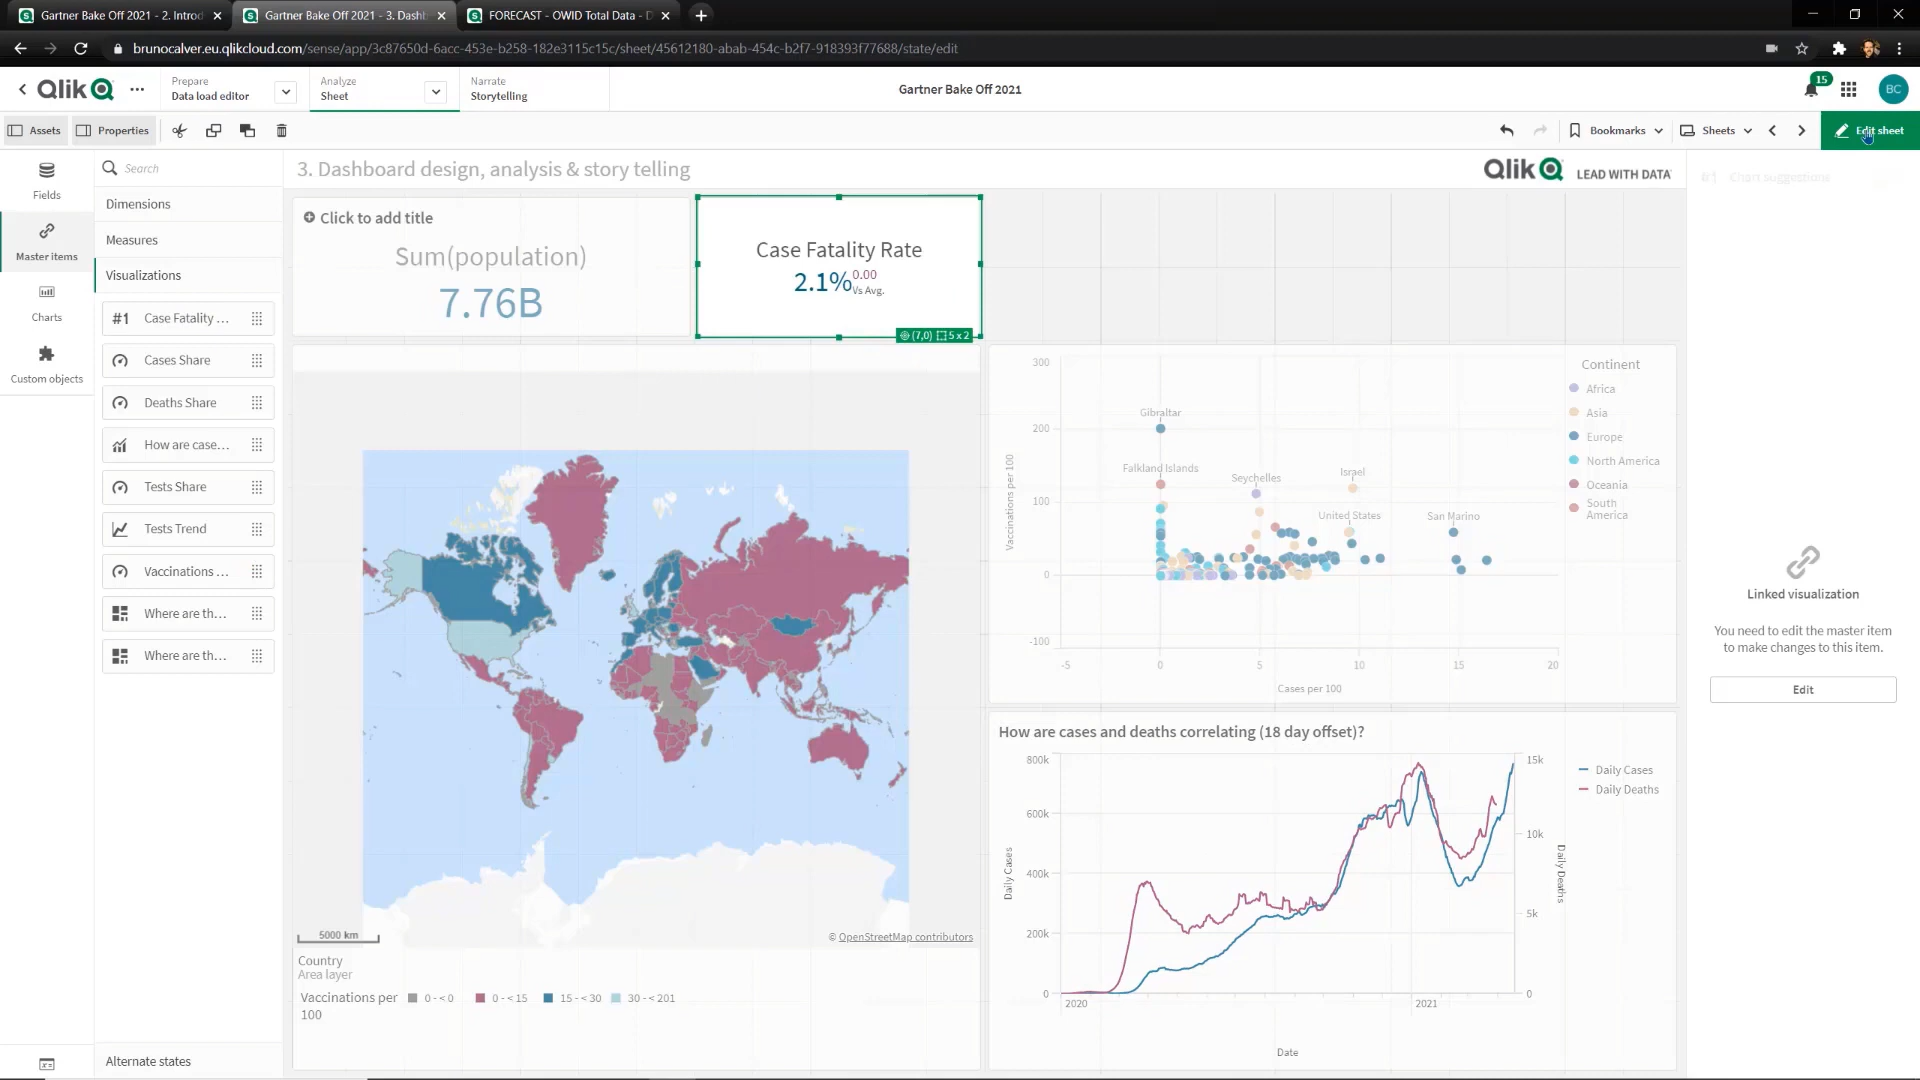 Gartner Bake Off 2021 - 2. Introd
Gartner Bake Off 2021 - 3. Dashb
FORECAST - OWID Total Data - D
brunocalver.eu.qlikcloud.com/sense/app/3c87650d-6acc-453e-b258-182e3115c15c/sheet/45612180-abab-454c-b2f7-918393f77688/state/edit
Qlik
Prepare
Data load editor
Analyze
Sheet
Narrate
Storytelling
Gartner Bake Off 2021
15
BC
Assets
Properties
Bookmarks
Sheets
Edit sheet
Fields
Master items
Charts
Custom objects
Search
Dimensions
Measures
Visualizations
#1 Case Fatality ...
Cases Share
Deaths Share
How are case...
Tests Share
Tests Trend
Vaccinations ...
Where are th...
Where are th...
Alternate states
3. Dashboard design, analysis & story telling
Qlik LEAD WITH DATA
Click to add title
Sum(population)
7.76B
Case Fatality Rate
2.1% 0.00
Vs Avg.
(7,0) 5 x 2
5000 km
© OpenStreetMap contributors
Country
Area layer
Vaccinations per 100
0 - < 0
0 - < 15
15 - < 30
30 - < 201
Vaccinations per 100
300
200
100
0
-100
-5
0
5
10
15
20
Cases per 100
Gibraltar
Falkland Islands
Seychelles
Israel
United States
San Marino
Continent
Africa
Asia
Europe
North America
Oceania
South America
How are cases and deaths correlating (18 day offset)?
Daily Cases
800k
600k
400k
200k
0
15k
10k
5k
0
Daily Deaths
2020
2021
Date
Daily Cases
Daily Deaths
#1 Chart suggestions
Linked visualization
You need to edit the master item
to make changes to this item.
Edit